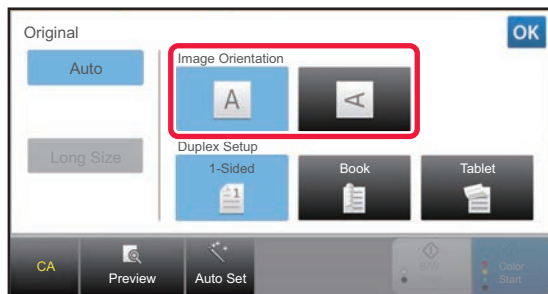 Original
OK
Auto
Image Orientation
A
A
Long Size
Duplex Setup
1-Sided
Book
Tablet
1
CA
Preview
Auto Set
B/W
Start
Color
Start